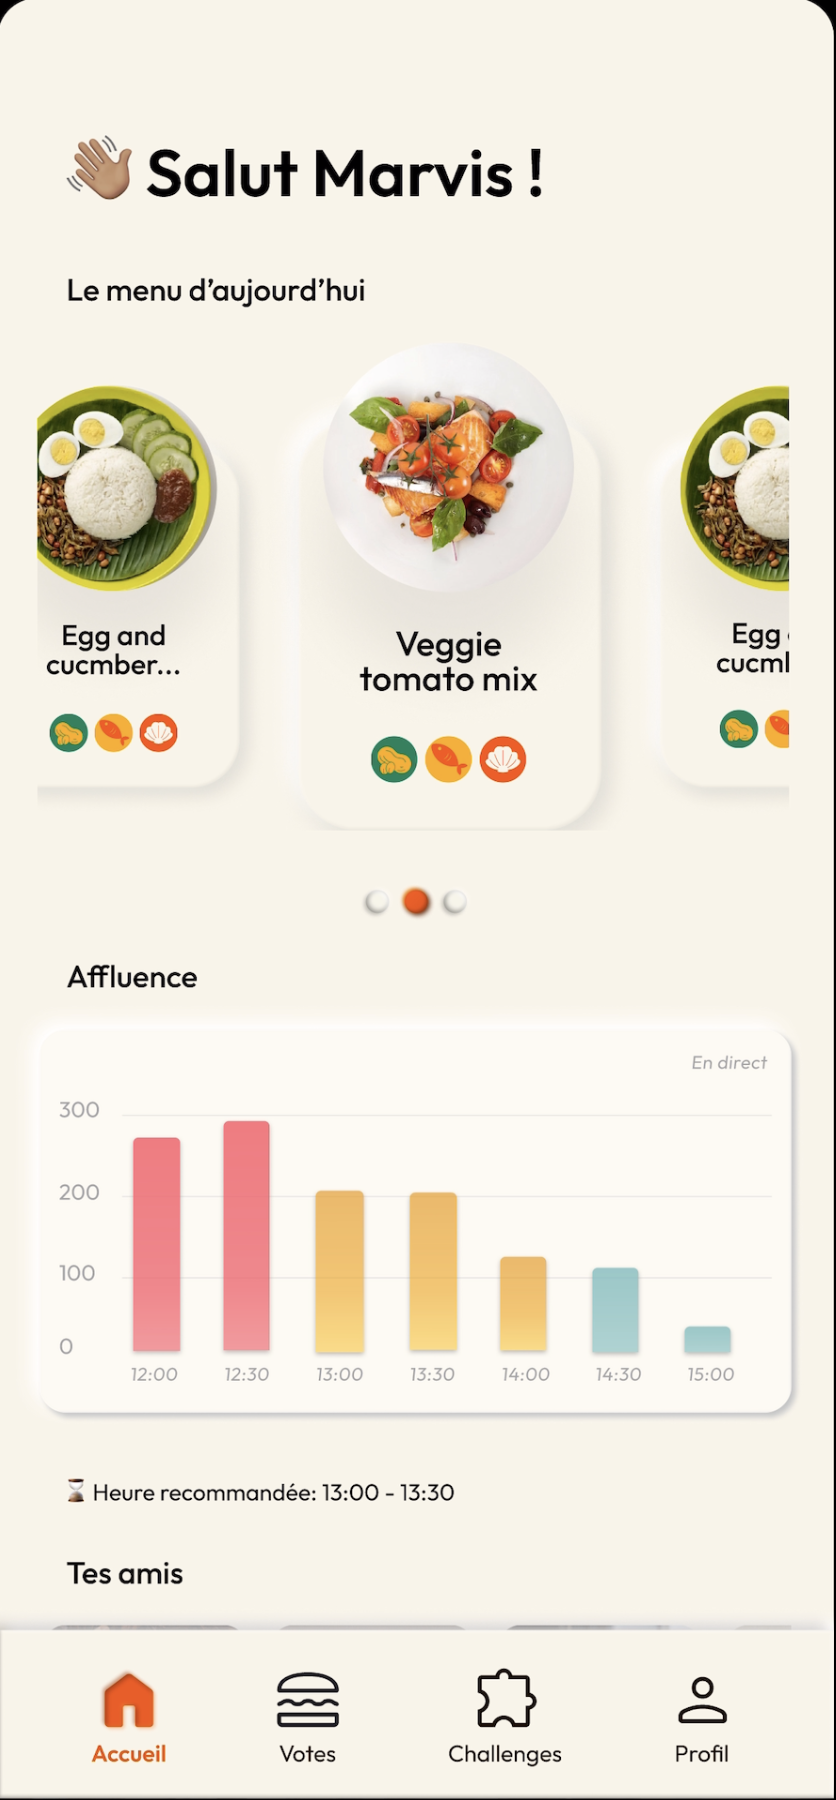 Salut Marvis !
Le menu d’aujourd’hui
Egg and
cucmber...
Veggie
tomato mix
Egg
cucml
Affluence
En direct
300
200
100
0
12:00 12:30 13:00 13:30 14:00 14:30 15:00
Heure recommandée: 13:00 - 13:30
Tes amis
Accueil Votes Challenges Profil